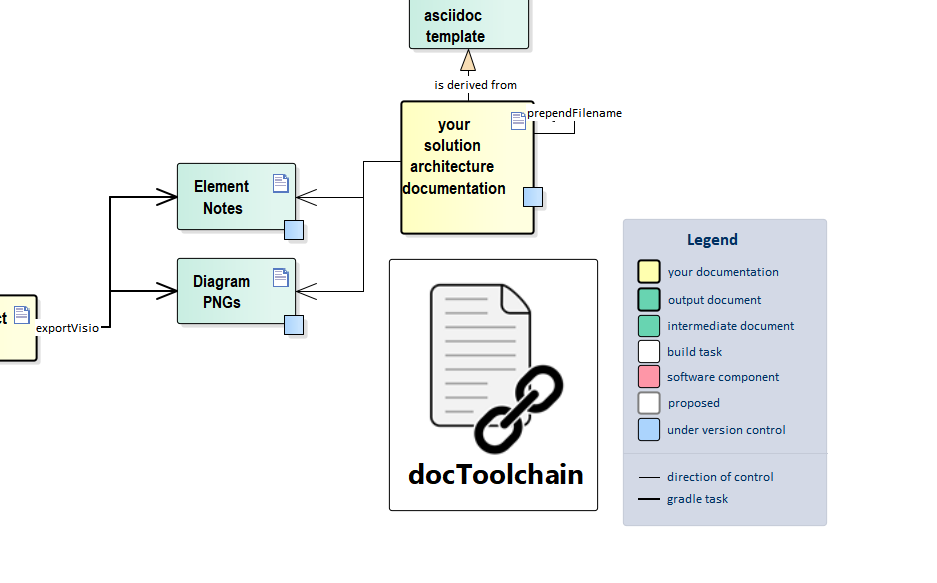 asciidoc
template
is derived from
your
solution
architecture
documentation
prependFilename
Element
Notes
Diagram
PNGs
ct
exportVisio
docToolchain
Legend
your documentation
output document
intermediate document
build task
software component
proposed
under version control
direction of control
gradle task